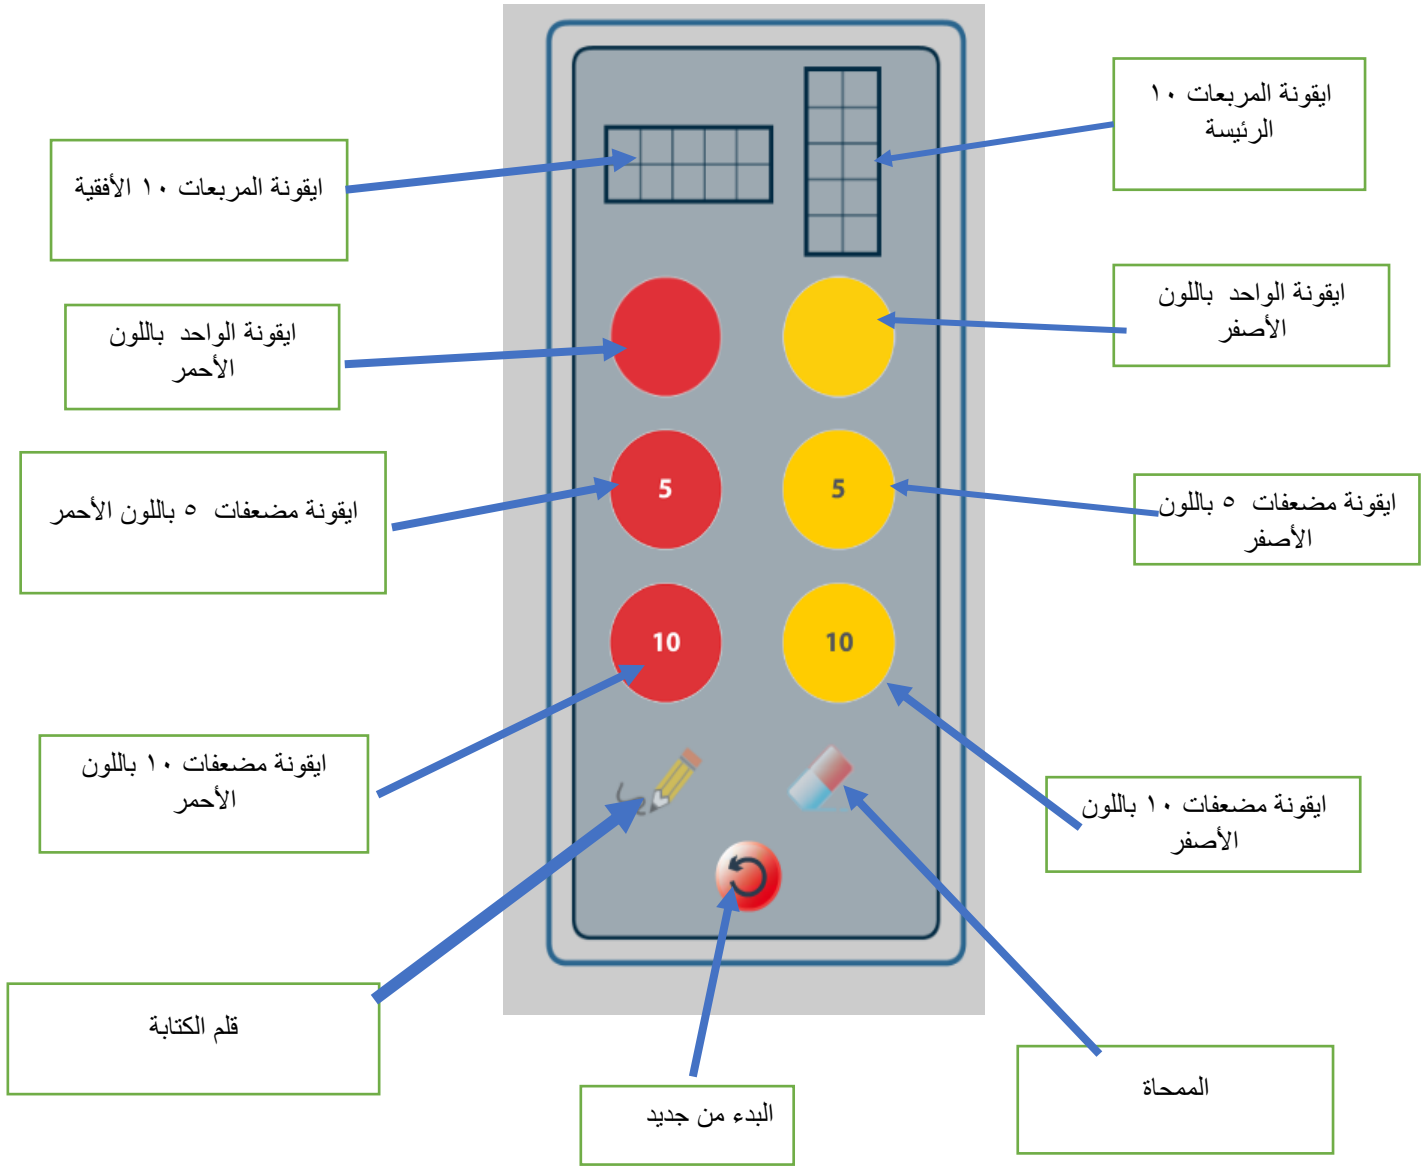 ايقونة المربعات ١٠
الرئيسة
ايقونة المربعات ١٠ الأفقية
ايقونة الواحد باللون
الأصفر
ايقونة الواحد باللون
الأحمر
ايقونة مضعفات ٥ باللون
الأصفر
ايقونة مضعفات ٥ باللون الأحمر
5
5
10
10
ايقونة مضعفات ١٠ باللون
الأحمر
ايقونة مضعفات ١٠ باللون
الأصفر
قلم الكتابة
الممحاة
البدء من جديد